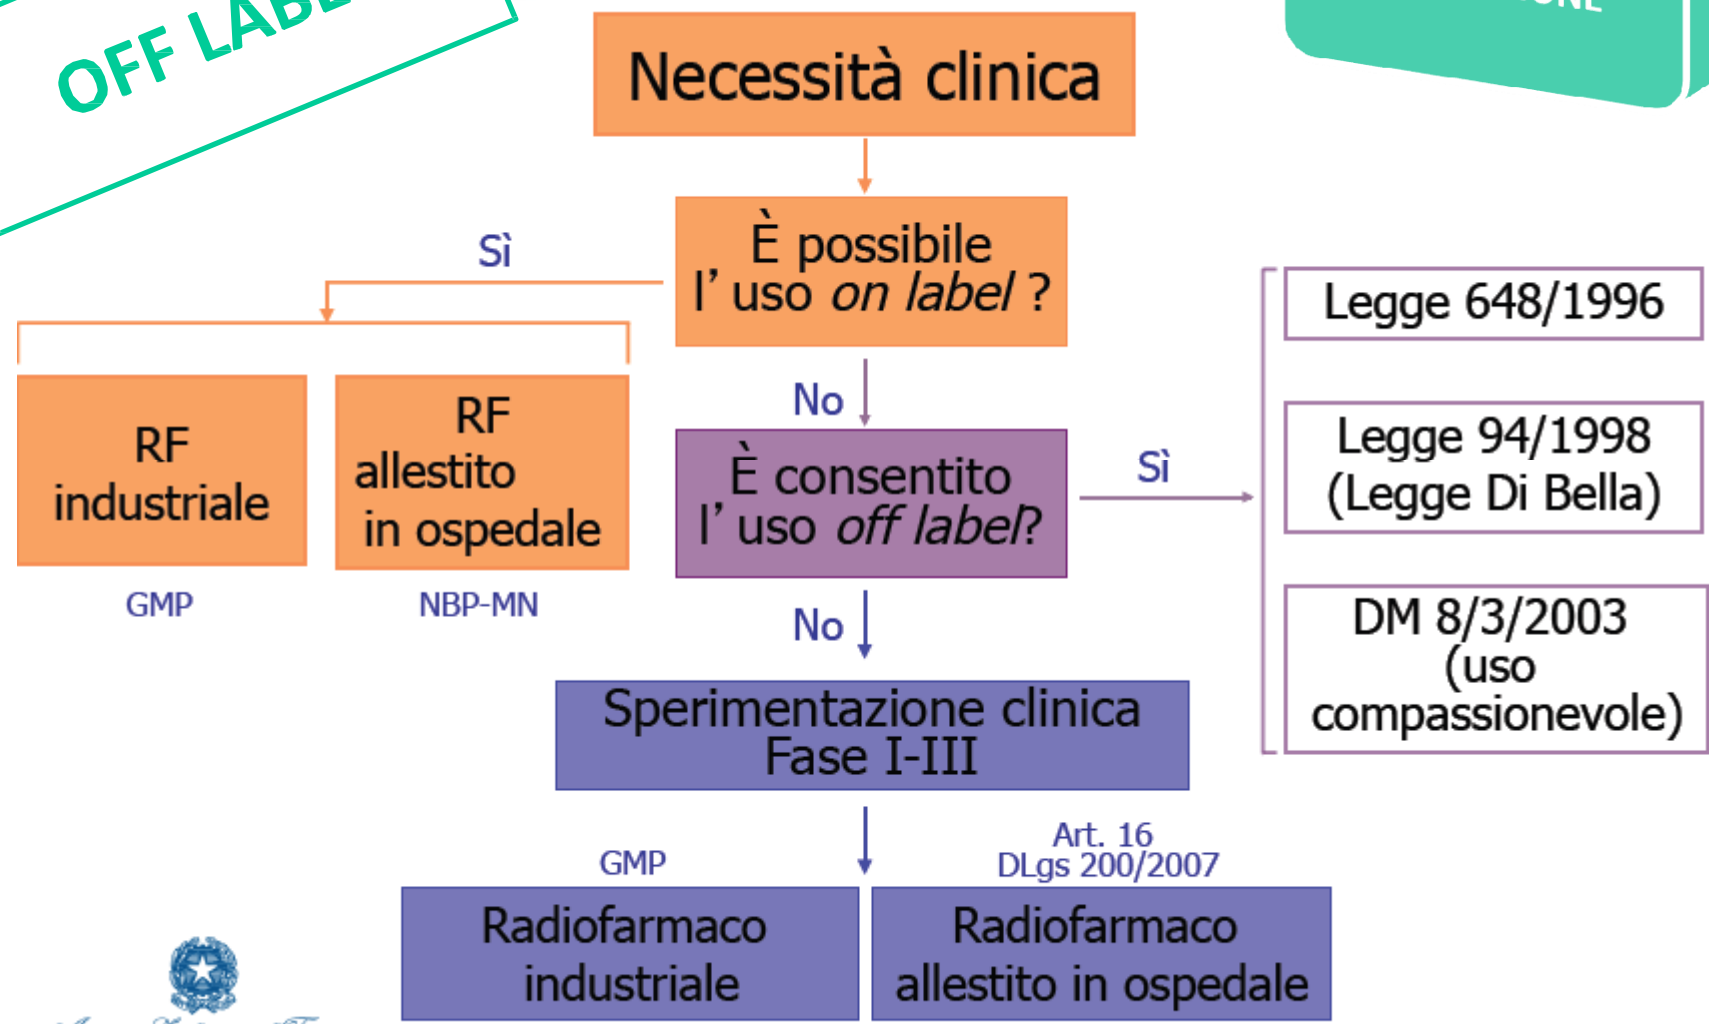 OFF LABEL
Necessità clinica
È possibile
l’ uso on label ?
Sì
No
RF
industriale
GMP
RF
allestito
in ospedale
NBP-MN
È consentito
l’ uso off label?
Sì
No
Legge 648/1996
Legge 94/1998
(Legge Di Bella)
DM 8/3/2003
(uso
compassionevole)
Sperimentazione clinica
Fase I-III
GMP
Art. 16
DLgs 200/2007
Radiofarmaco
industriale
Radiofarmaco
allestito in ospedale